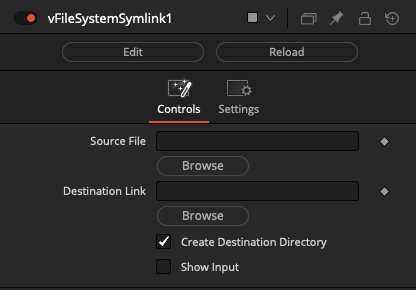 vFileSystemSymlink1
Edit Reload
Controls Settings
Source File
Browse
Destination Link
Browse
Create Destination Directory
Show Input